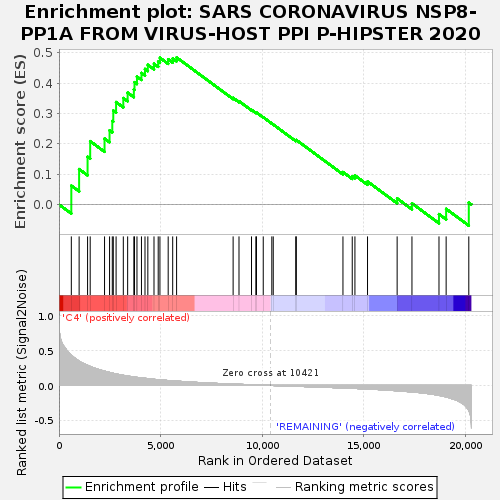 Enrichment plot: SARS CORONAVIRUS NSP8-
PP1A FROM VIRUS-HOST PPI P-HIPSTER 2020
Enrichment score (ES)
0.5
0.4
0.3
0.2
0.1
0.0
'C4' (positively correlated)
Ranked list metric (Signal2Noise)
1.0
0.5
0.0
-0.5
Zero cross at 10421
'REMAINING' (negatively correlated)
0
5,000
10,000
15,000
20,000
Rank in Ordered Dataset
Enrichment profile
Hits
Ranking metric scores